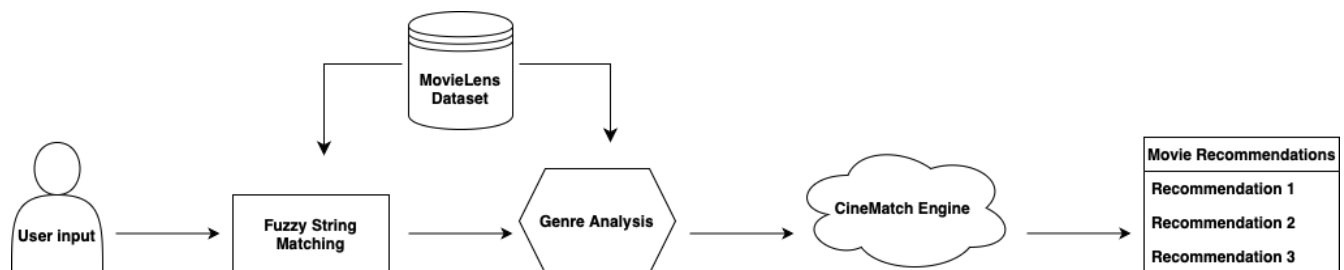 MovieLens
Dataset
User input
Fuzzy String
Matching
Genre Analysis
CineMatch Engine
Movie Recommendations
Recommendation 1
Recommendation 2
Recommendation 3